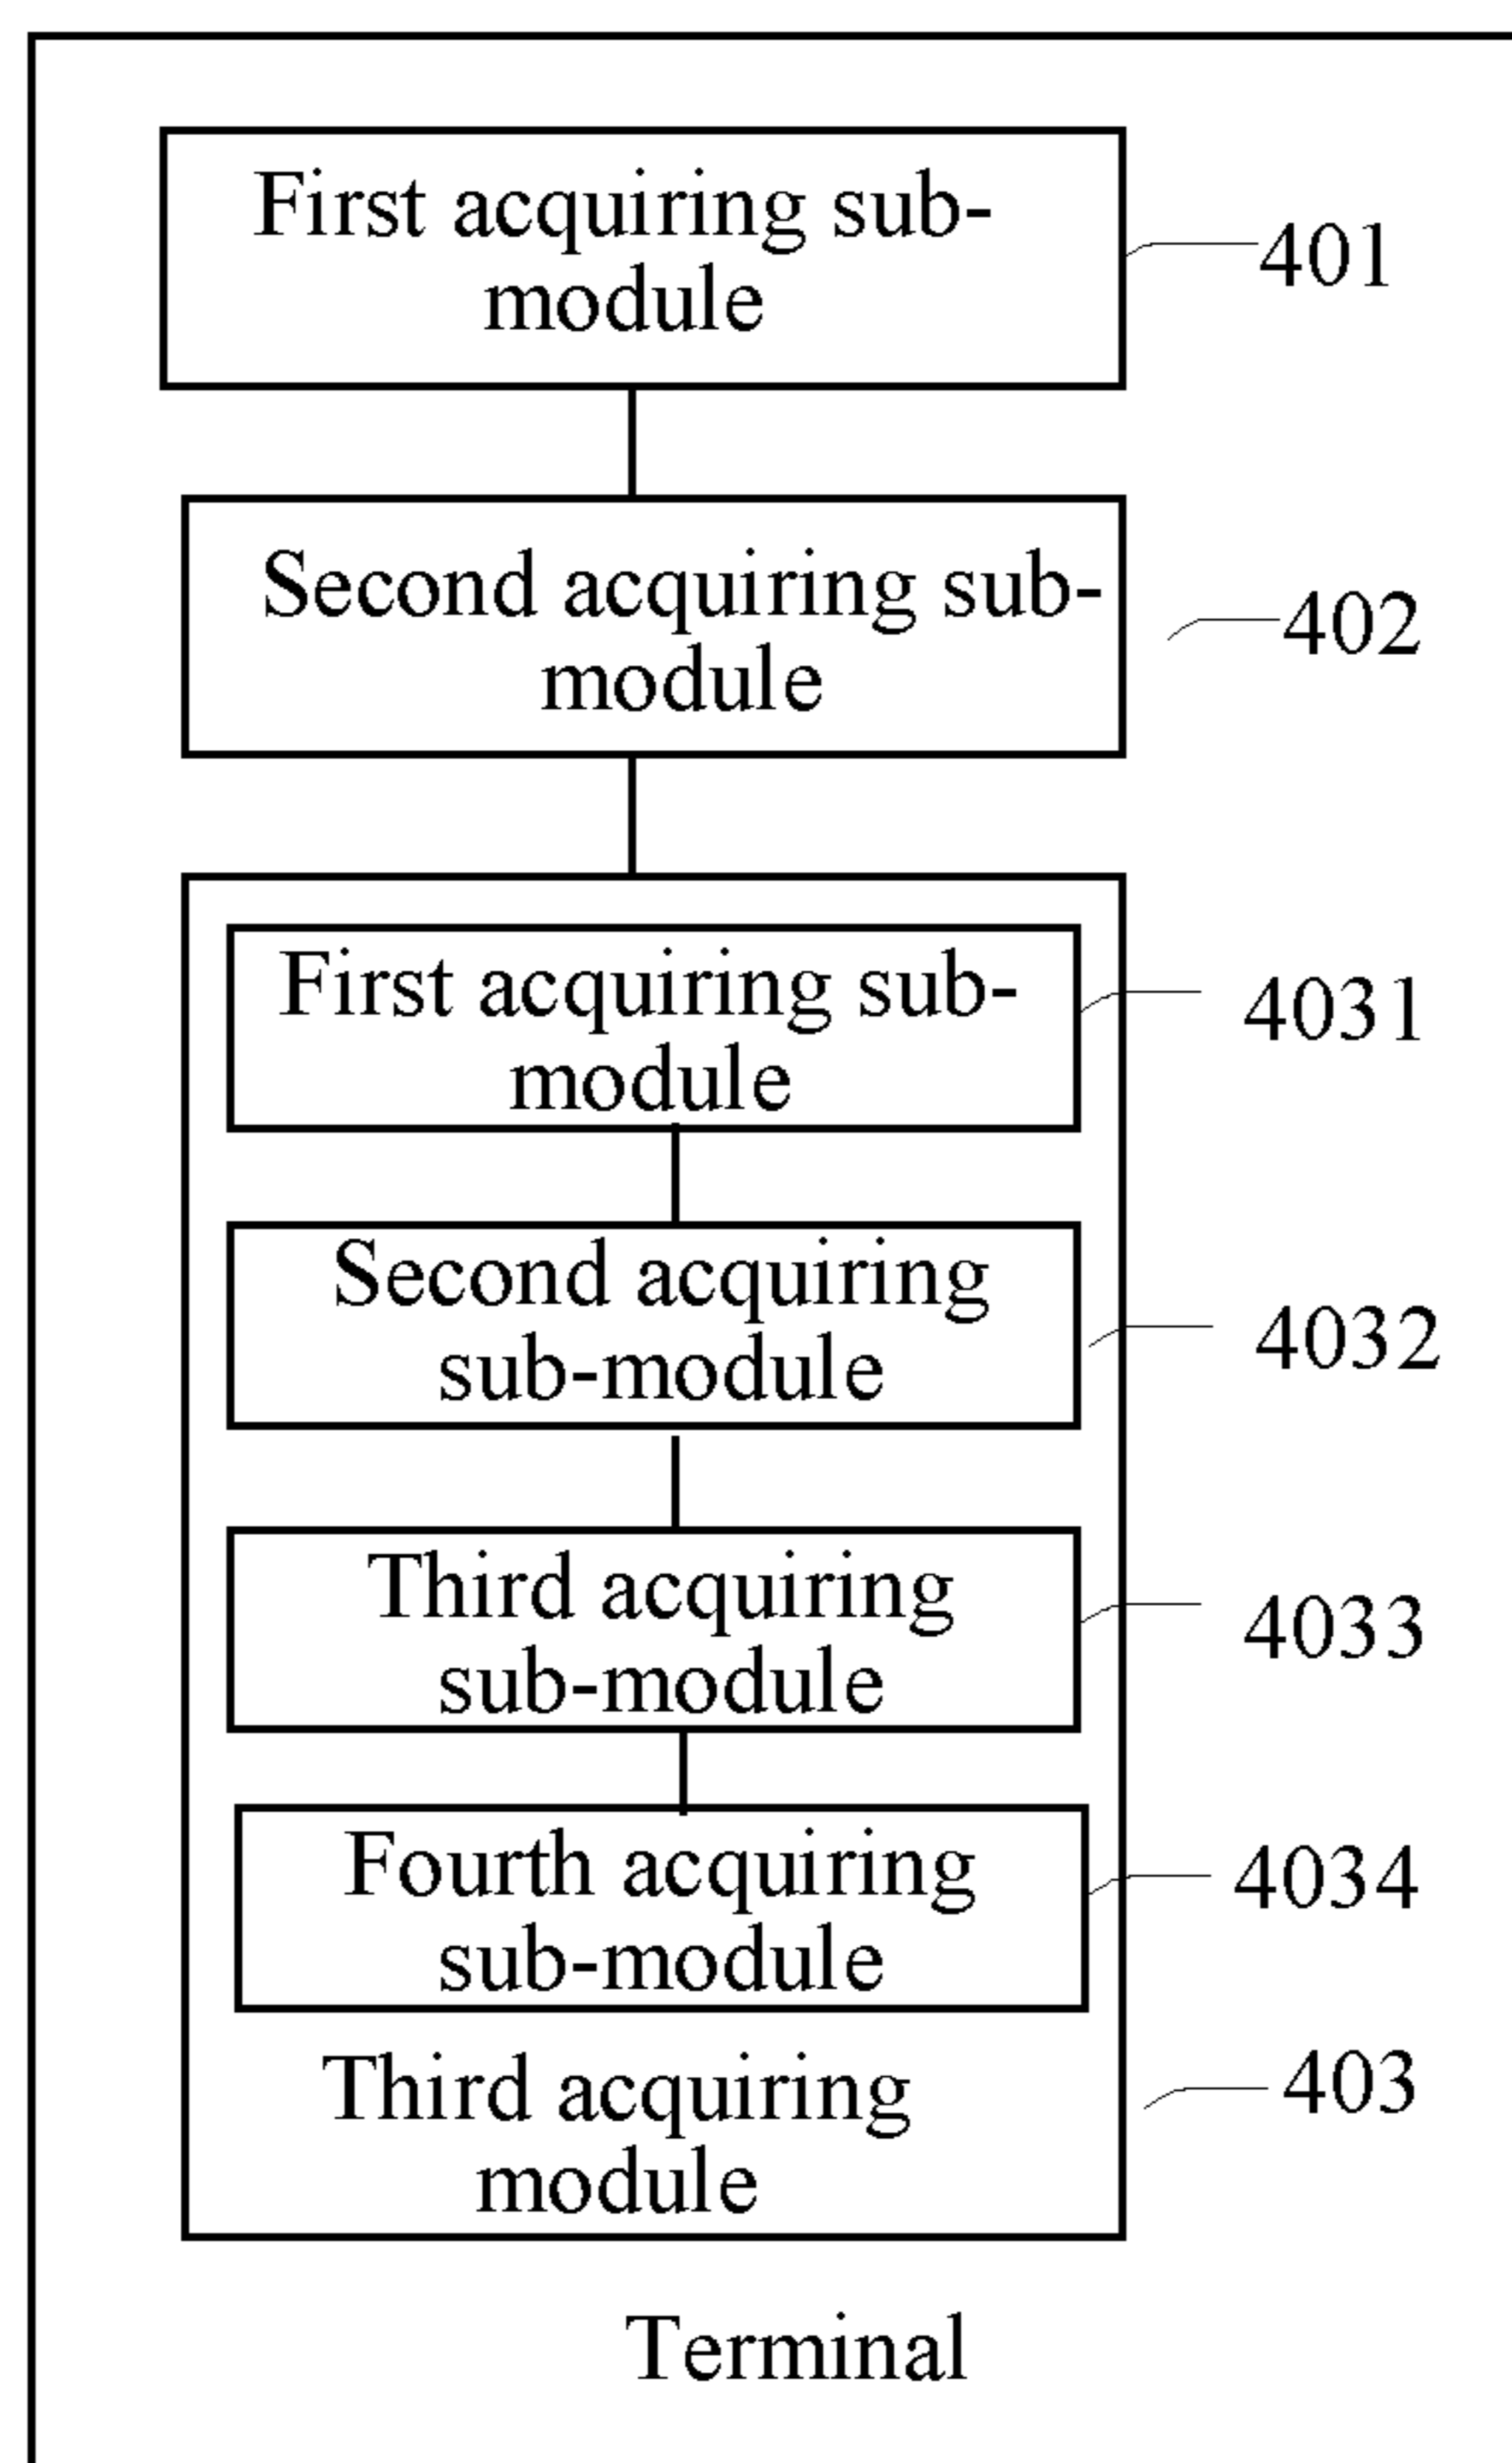 First acquiring sub-
module
401
Second acquiring sub-
module
402
First acquiring sub-
module
4031
Second acquiring
sub-module
4032
Third acquiring
sub-module
4033
Fourth acquiring
sub-module
4034
Third acquiring
module
403
Terminal